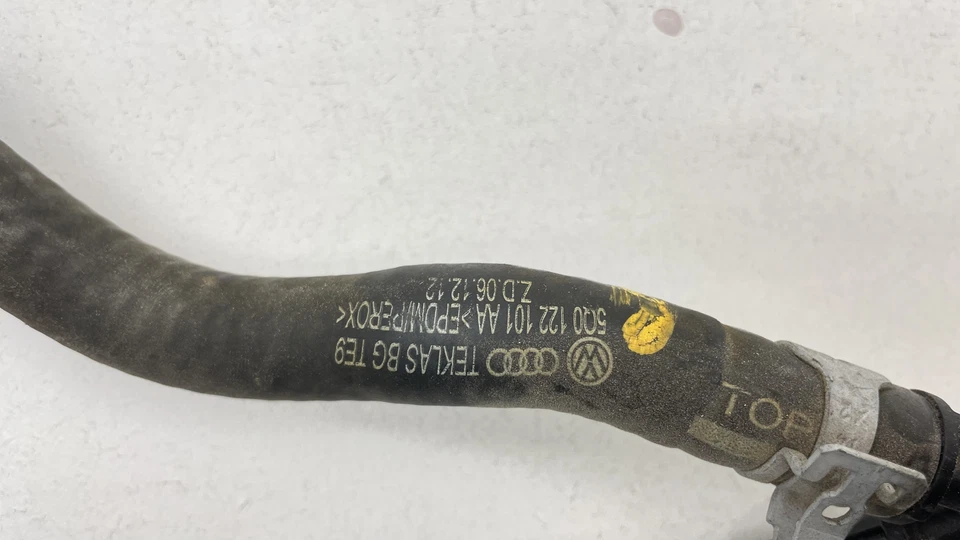 TEKLAS BG TE9
5Q0 122 101 AA >EPDM/PEROX<
Z.D.06.12.12
TOP